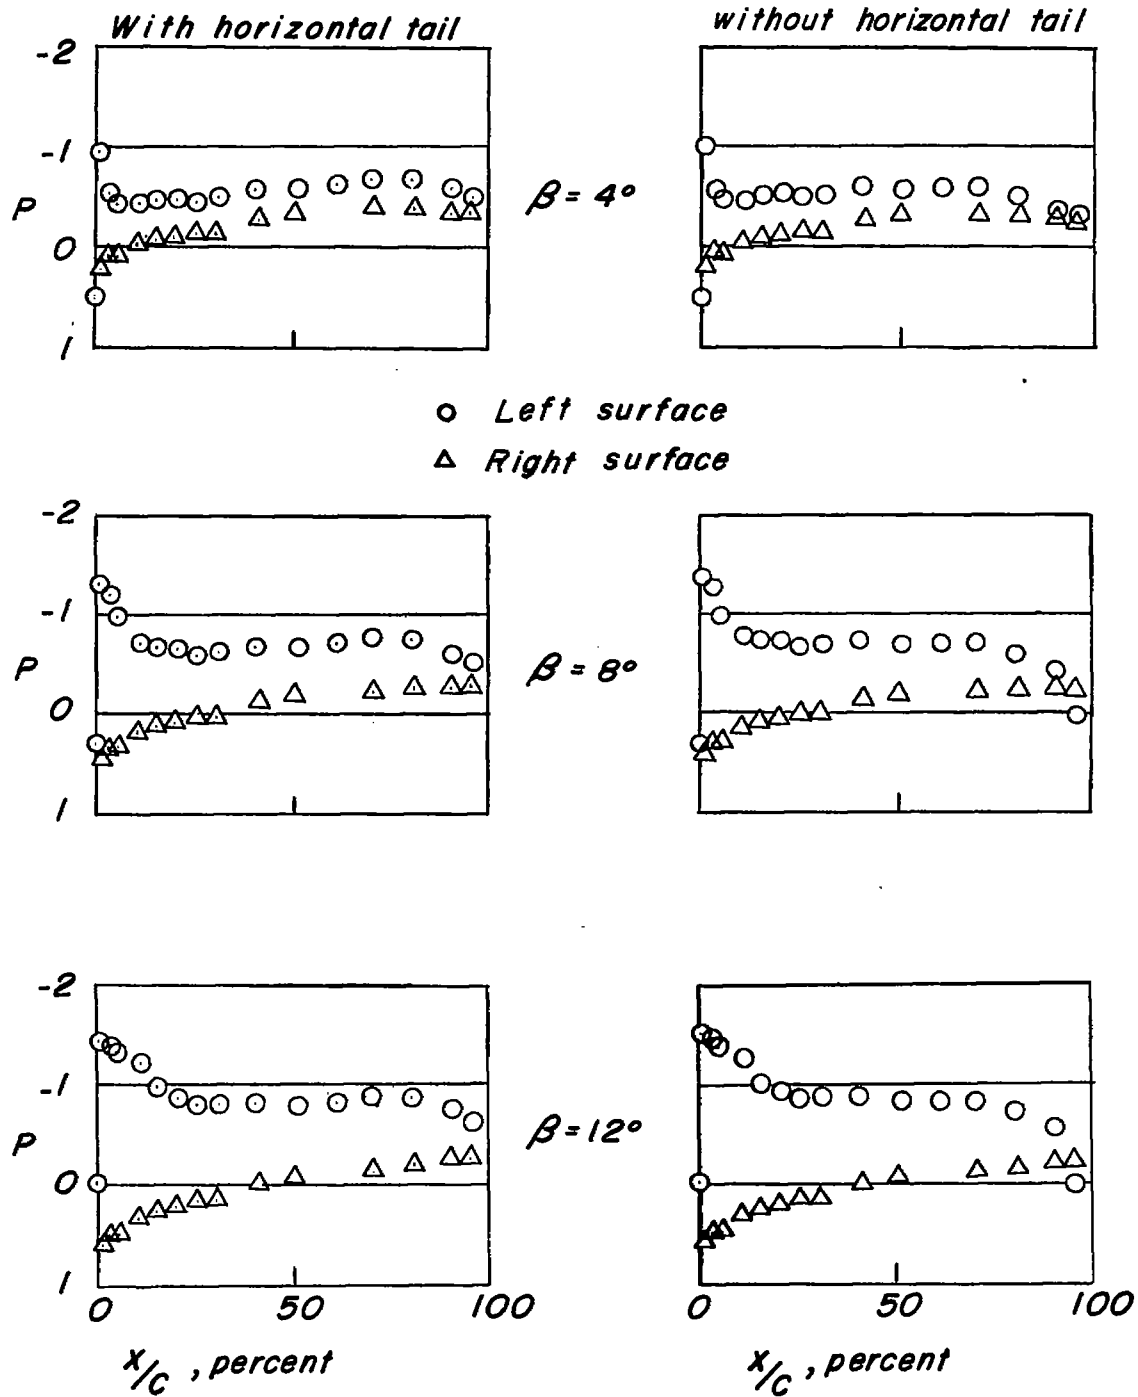 With horizontal tail
without horizontal tail
-2
-1
P
0
1
β = 4°
Left surface
Right surface
-2
-1
P
0
1
β = 8°
-2
-1
P
0
1
β = 12°
0 50 100
0 50 100
x/c , percent
x/c , percent